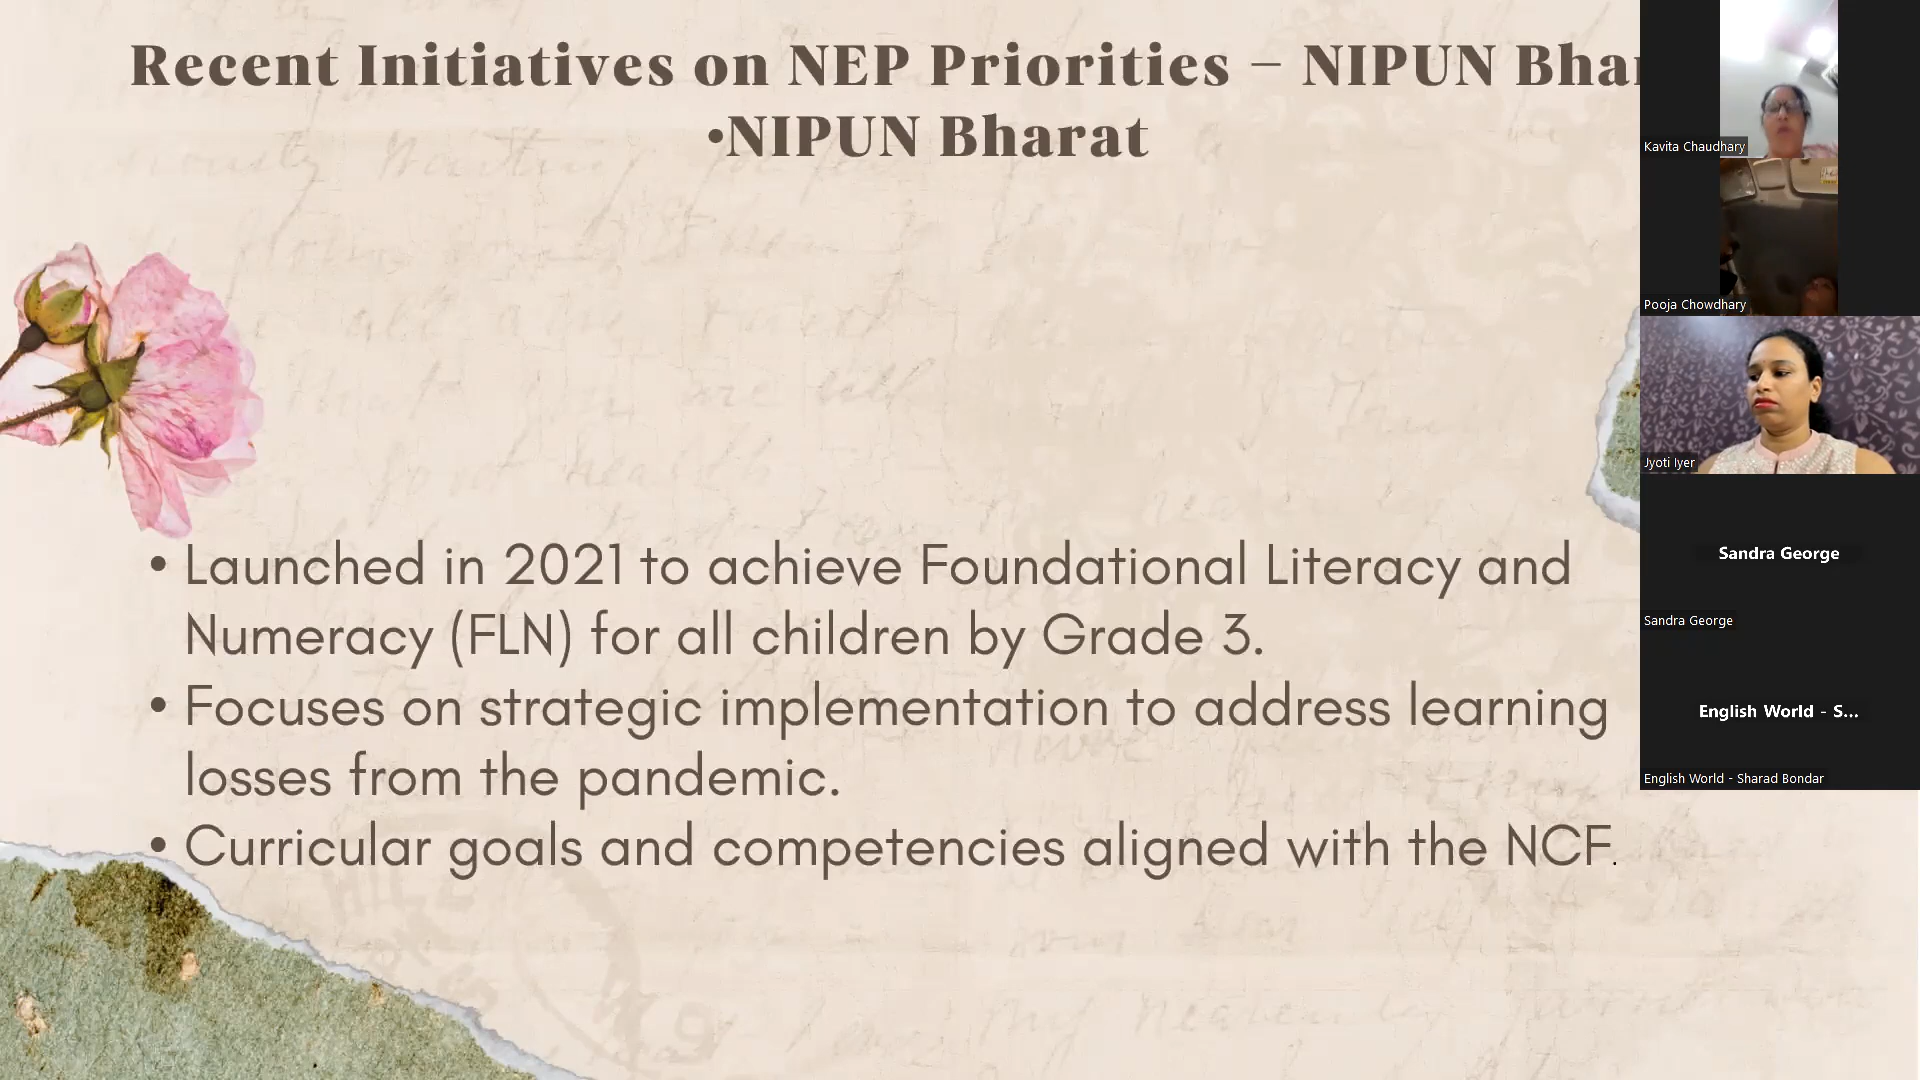 Recent Initiatives on NEP Priorities – NIPUN Bhar
•NIPUN Bharat
• Launched in 2021 to achieve Foundational Literacy and
Numeracy (FLN) for all children by Grade 3.
• Focuses on strategic implementation to address learning
losses from the pandemic.
• Curricular goals and competencies aligned with the NCF.
Kavita Chaudhary
Pooja Chowdhary
Jyoti Iyer
Sandra George
Sandra George
English World - S...
English World - Sharad Bondar